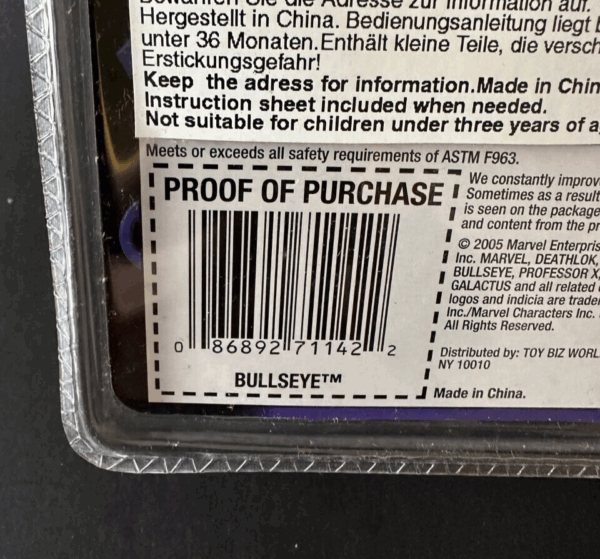 Hergestellt in China. Bedienungsanleitung liegt
unter 36 Monaten.Enthält kleine Teile, die versch
Erstickungsgefahr!
Keep the adress for information.Made in Chin
Instruction sheet included when needed.
Not suitable for children under three years of a
Meets or exceeds all safety requirements of ASTM F963.
PROOF OF PURCHASE
0 86892 71142 2
BULLSEYE™
We constantly improv
Sometimes as a result
is seen on the package
and content from the pr
© 2005 Marvel Enterpris
Inc. MARVEL, DEATHLOK,
BULLSEYE, PROFESSOR X,
GALACTUS and all related
logos and indicia are trade
Inc./Marvel Characters Inc.
All Rights Reserved.
Distributed by: TOY BIZ WORL
NY 10010
Made in China.